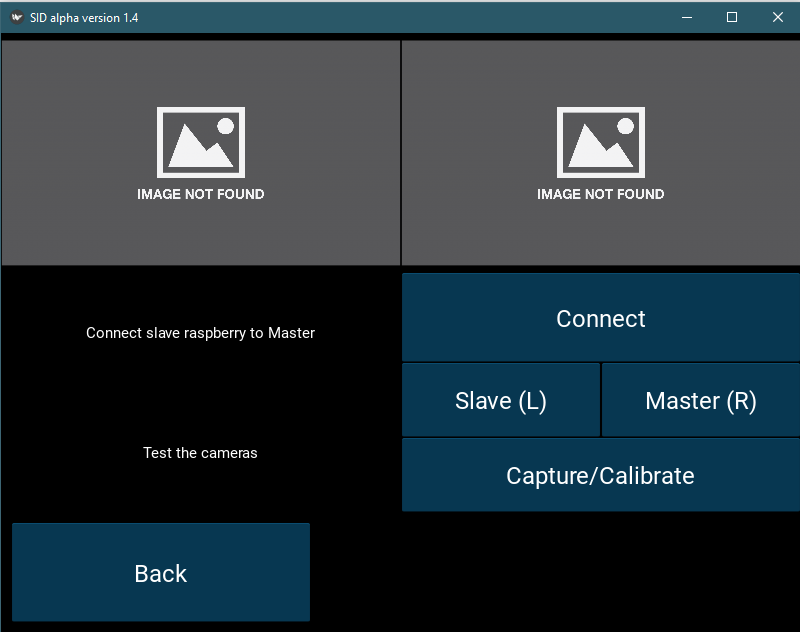 SID alpha version 1.4
IMAGE NOT FOUND
IMAGE NOT FOUND
Connect slave raspberry to Master
Connect
Slave (L)
Master (R)
Test the cameras
Capture/Calibrate
Back